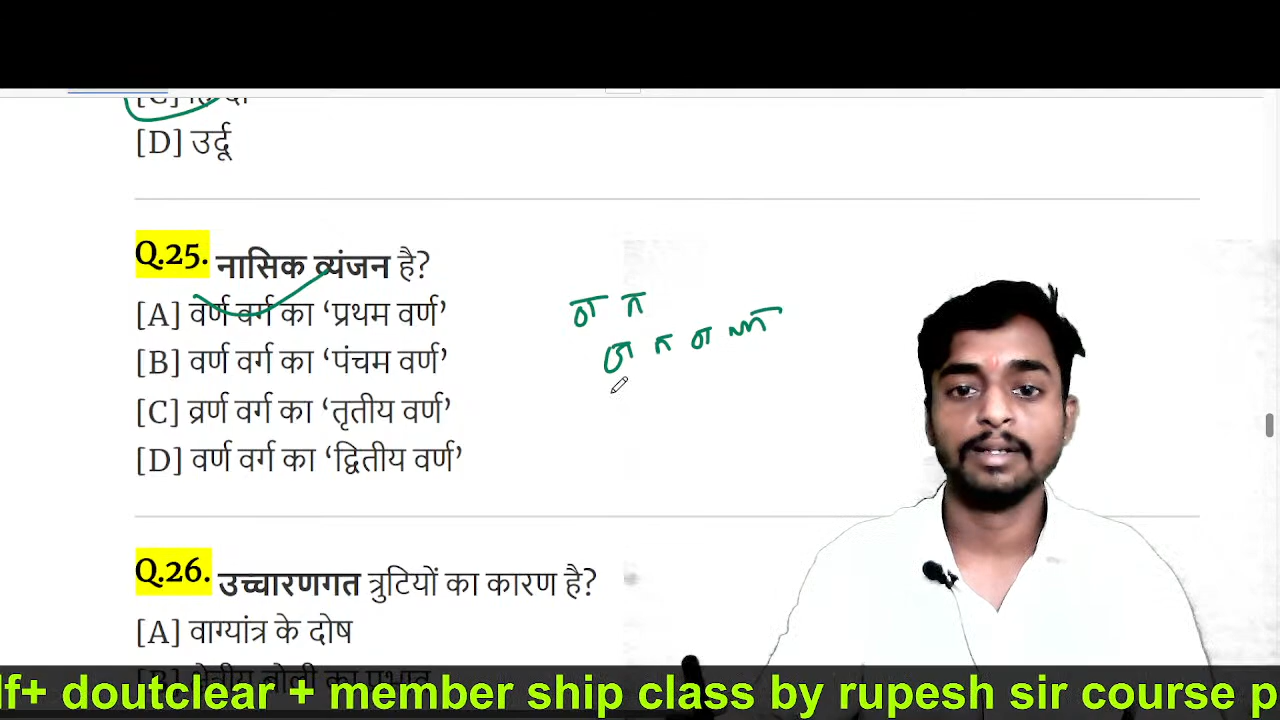 [C] हिन्दी
[D] उर्दू
Q.25. नासिक व्यंजन है?
[A] वर्ण वर्ग का ‘प्रथम वर्ण’
[B] वर्ण वर्ग का ‘पंचम वर्ण’
[C] व्रर्ण वर्ग का ‘तृतीय वर्ण’
[D] वर्ण वर्ग का ‘द्वितीय वर्ण’
Q.26. उच्चारणगत त्रुटियों का कारण है?
[A] वाग्यांत्र के दोष
[B] क्षेत्रीय बोली का प्रभाव
lf+ doutclear + member ship class by rupesh sir course p